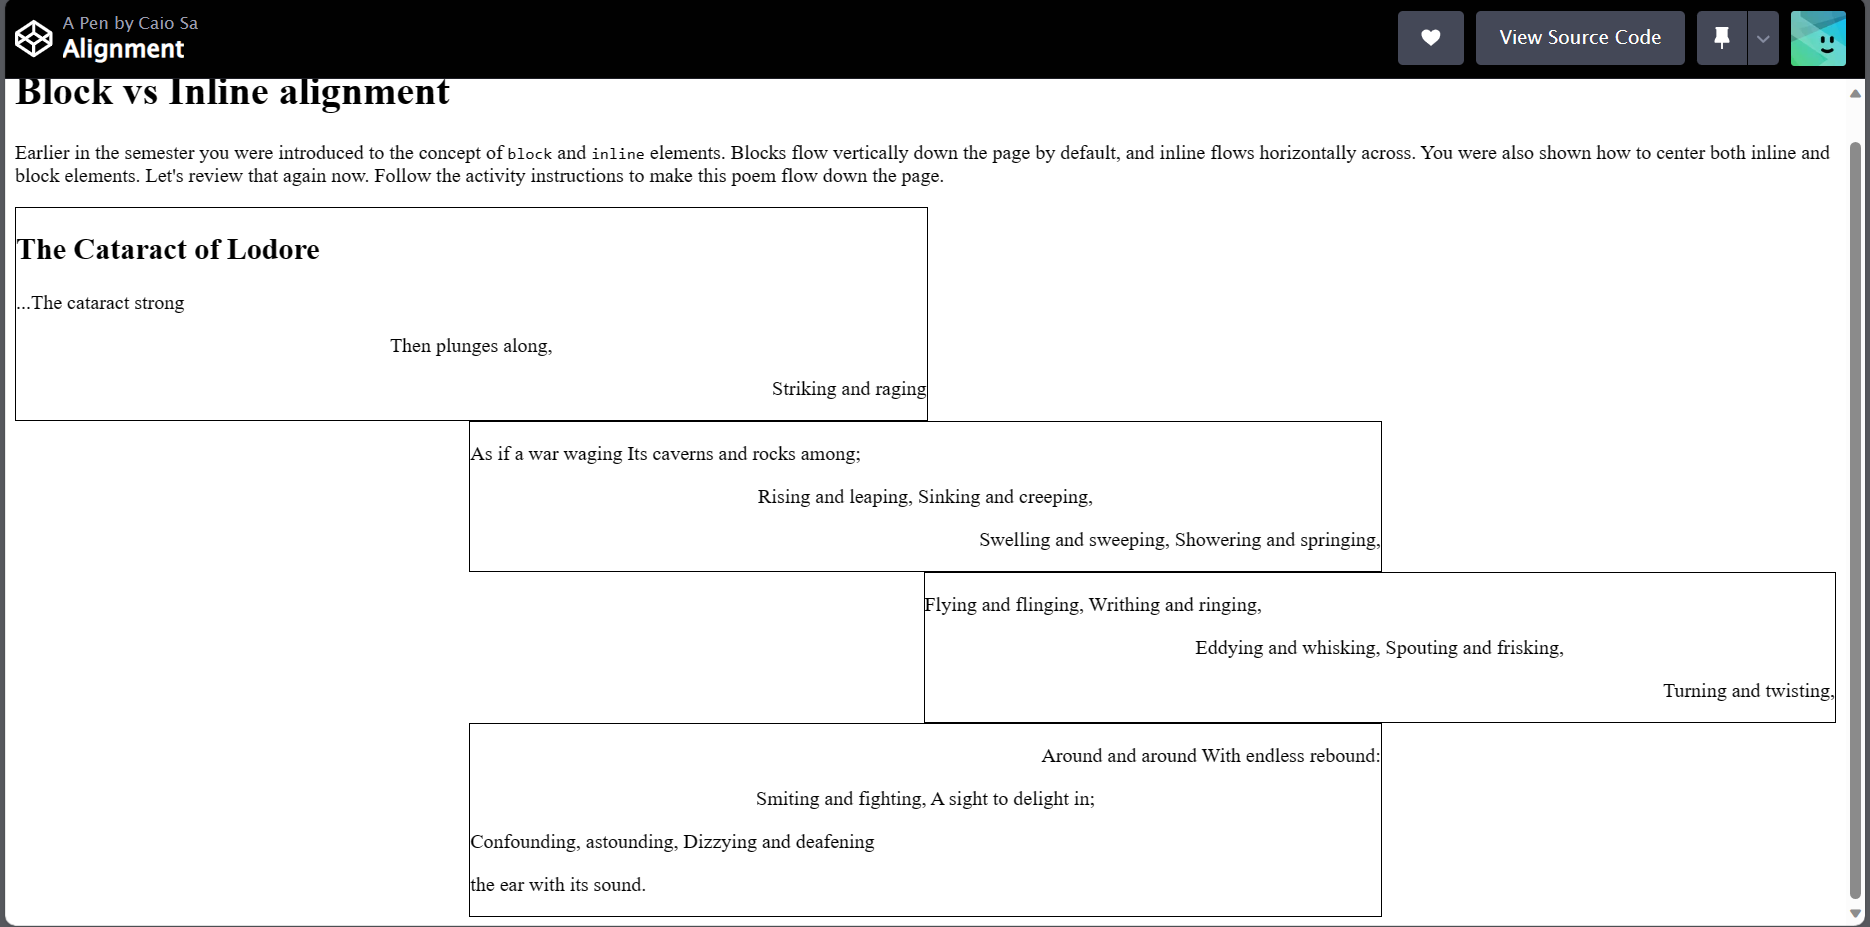 A Pen by Caio Sa
Alignment
View Source Code
Block vs Inline alignment
Earlier in the semester you were introduced to the concept of block and inline elements. Blocks flow vertically down the page by default, and inline flows horizontally across. You were also shown how to center both inline and
block elements. Let's review that again now. Follow the activity instructions to make this poem flow down the page.
The Cataract of Lodore
...The cataract strong
Then plunges along,
Striking and raging
As if a war waging Its caverns and rocks among;
Rising and leaping, Sinking and creeping,
Swelling and sweeping, Showering and springing,
Flying and flinging, Writhing and ringing,
Eddying and whisking, Spouting and frisking,
Turning and twisting,
Around and around With endless rebound:
Smiting and fighting, A sight to delight in;
Confounding, astounding, Dizzying and deafening
the ear with its sound.